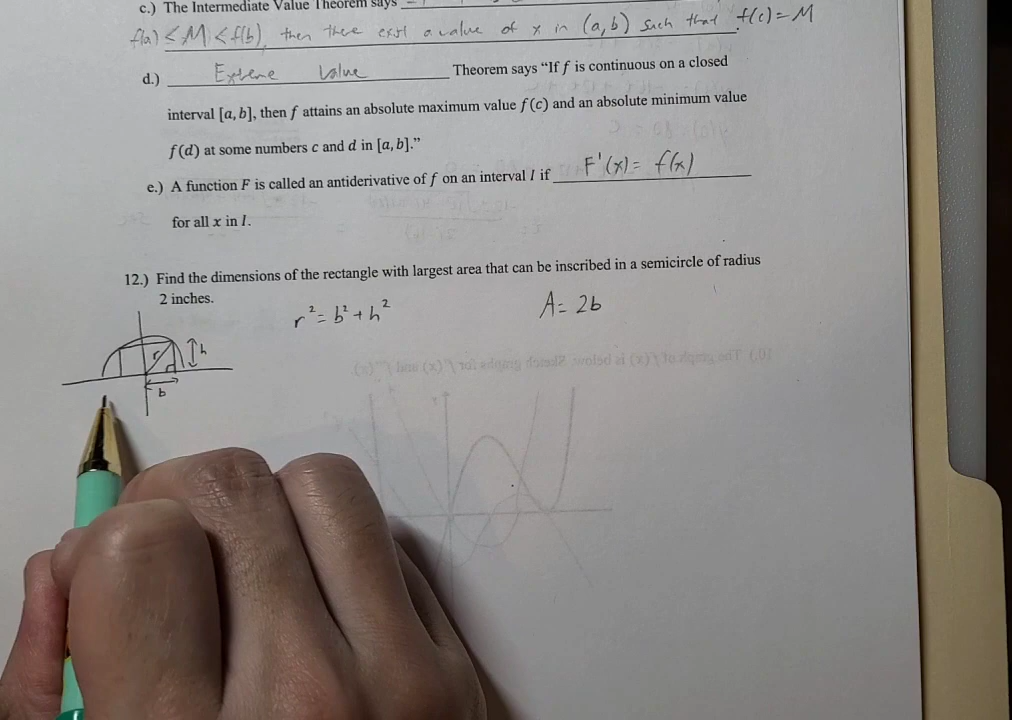 c.) The Intermediate Value Theorem says
f(a) ≤ M ≤ f(b), then there exist a value of x in (a, b) such that f(c) = M
d.) Extreme Value Theorem says “If f is continuous on a closed
interval [a, b], then f attains an absolute maximum value f(c) and an absolute minimum value
f(d) at some numbers c and d in [a, b].”
e.) A function F is called an antiderivative of f on an interval I if F'(x) = f(x)
for all x in I.
12.) Find the dimensions of the rectangle with largest area that can be inscribed in a semicircle of radius
2 inches.
r² = b² + h² A = 2b
r h
b